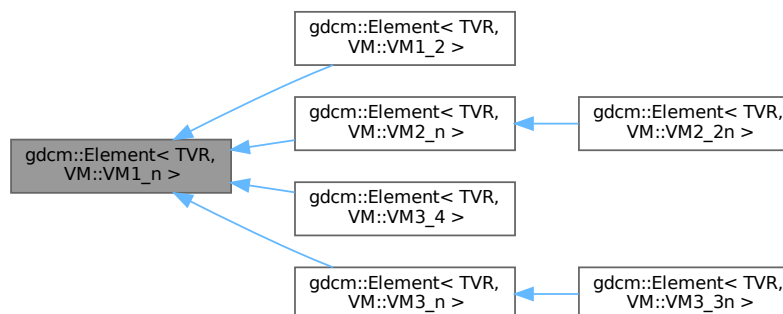 gdcm::Element< TVR,
VM::VM1_2 >
gdcm::Element< TVR,
VM::VM2_n >
gdcm::Element< TVR,
VM::VM2_2n >
gdcm::Element< TVR,
VM::VM1_n >
gdcm::Element< TVR,
VM::VM3_4 >
gdcm::Element< TVR,
VM::VM3_n >
gdcm::Element< TVR,
VM::VM3_3n >